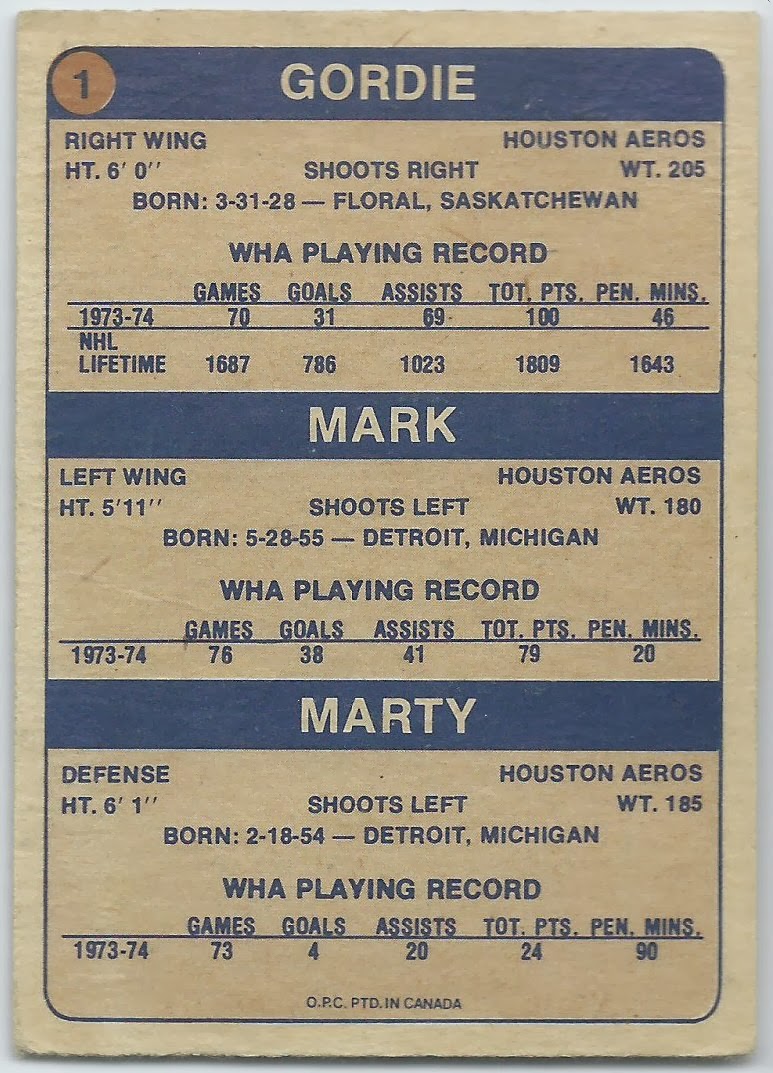 1 GORDIE
RIGHT WING HOUSTON AEROS
HT. 6' 0'' SHOOTS RIGHT WT. 205
BORN: 3-31-28 — FLORAL, SASKATCHEWAN
WHA PLAYING RECORD
GAMES GOALS ASSISTS TOT. PTS. PEN. MINS.
1973-74 70 31 69 100 46
NHL
LIFETIME 1687 786 1023 1809 1643
MARK
LEFT WING HOUSTON AEROS
HT. 5'11'' SHOOTS LEFT WT. 180
BORN: 5-28-55 — DETROIT, MICHIGAN
WHA PLAYING RECORD
GAMES GOALS ASSISTS TOT. PTS. PEN. MINS.
1973-74 76 38 41 79 20
MARTY
DEFENSE HOUSTON AEROS
HT. 6' 1'' SHOOTS LEFT WT. 185
BORN: 2-18-54 — DETROIT, MICHIGAN
WHA PLAYING RECORD
GAMES GOALS ASSISTS TOT. PTS. PEN. MINS.
1973-74 73 4 20 24 90
O.P.C. PTD. IN CANADA